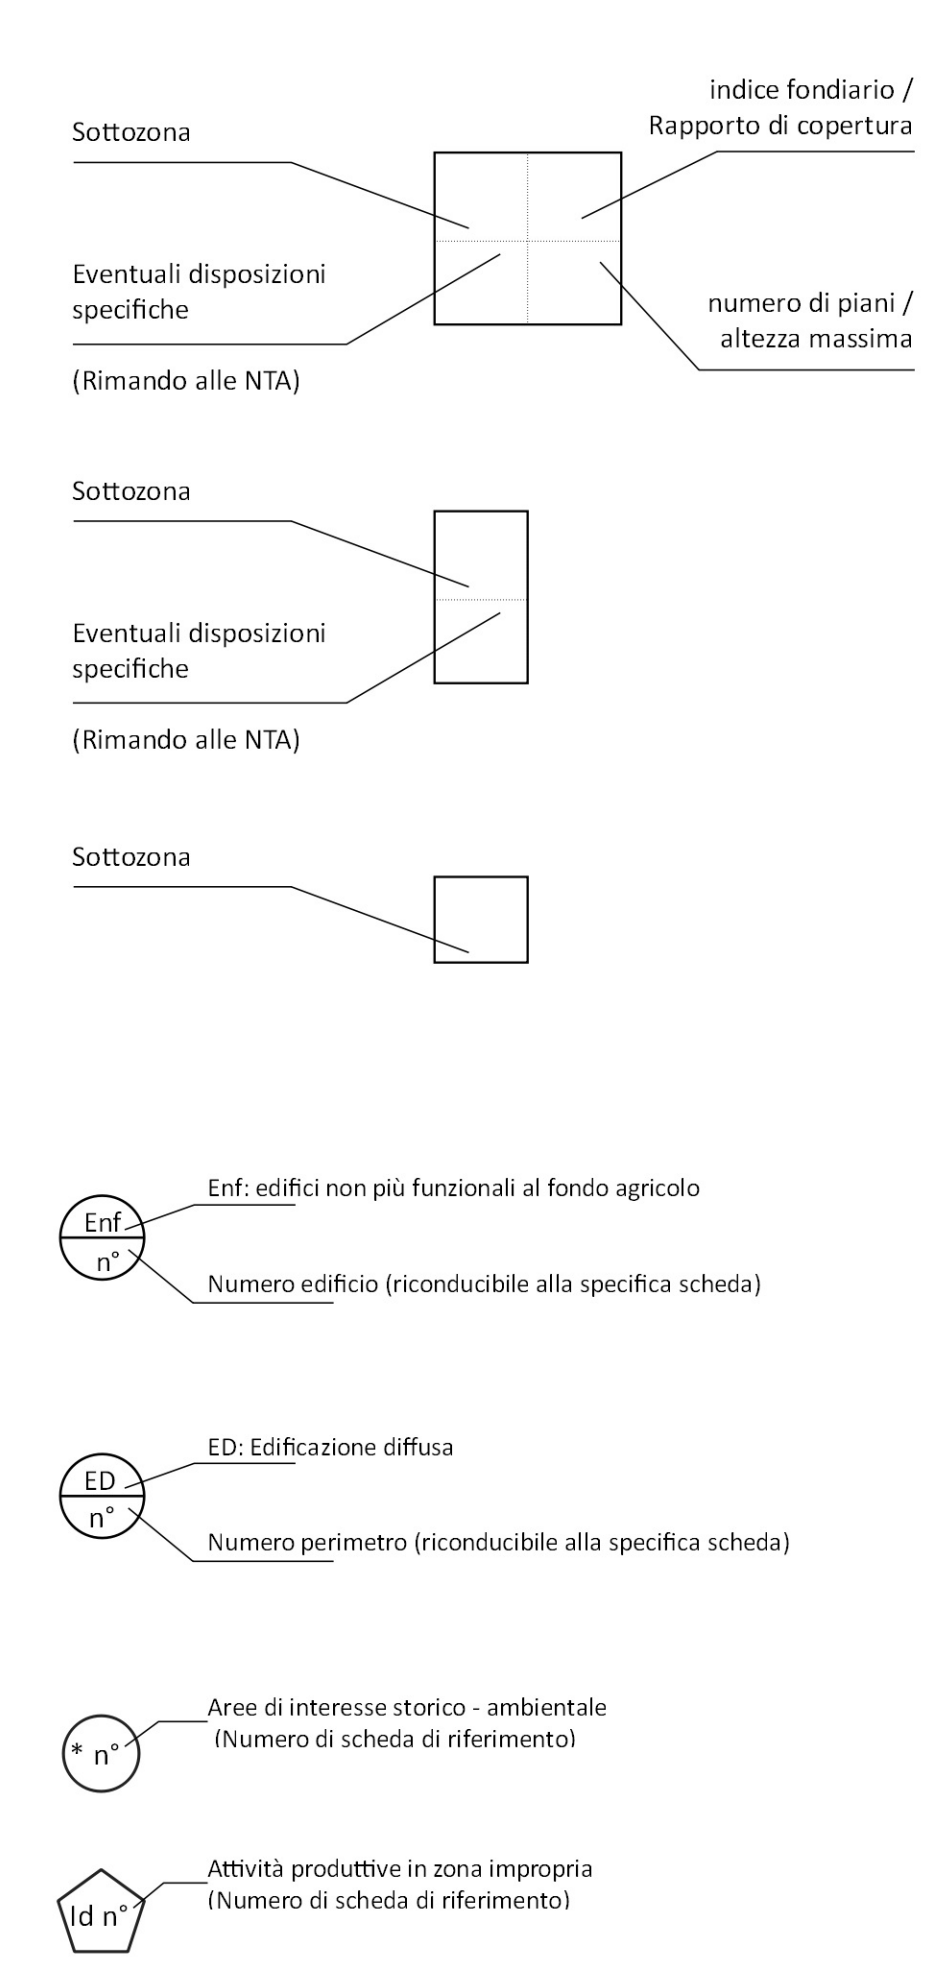 indice fondiario /
Rapporto di copertura
Sottozona
Eventuali disposizioni
specifiche
(Rimando alle NTA)
numero di piani /
altezza massima
Sottozona
Eventuali disposizioni
specifiche
(Rimando alle NTA)
Sottozona
Enf: edifici non più funzionali al fondo agricolo
Enf
n°
Numero edificio (riconducibile alla specifica scheda)
ED: Edificazione diffusa
ED
n°
Numero perimetro (riconducibile alla specifica scheda)
Aree di interesse storico - ambientale
(Numero di scheda di riferimento)
* n°
Attività produttive in zona impropria
(Numero di scheda di riferimento)
Id n°